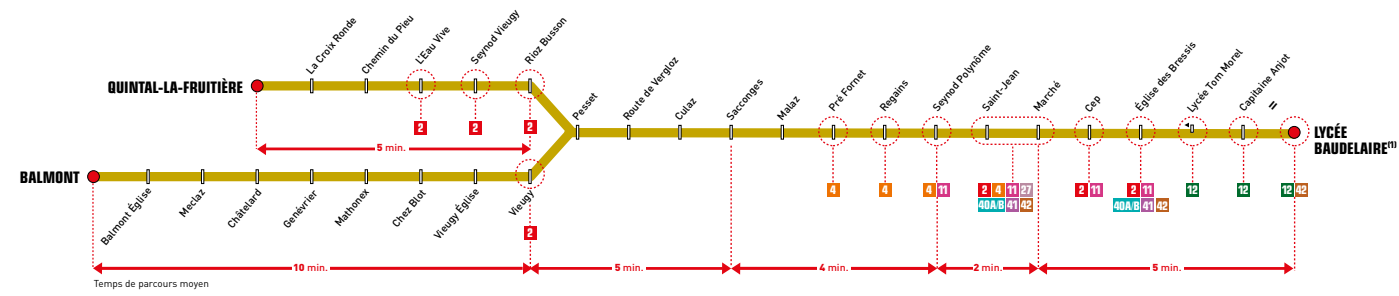 QUINTAL-LA-FRUITIÈRE
La Croix Ronde
Chemin du Pieu
L'Eau Vive
Seynod Vieugy
Rioz Busson
2
2
2
5 min.
BALMONT
Balmont Église
Meclaz
Châtelard
Genévrier
Mathonex
Chez Blot
Vieugy Église
Vieugy
2
Pesset
Route de Vergloz
Culaz
Sacconges
Malaz
Pré Fornet
Regains
Seynod Polynôme
Saint-Jean
Marché
Cep
Église des Bressis
Lycée Tom Morel
Capitaine Anjot
=
LYCÉE
BAUDELAIRE(1)
4
4
4 11
2 4 11 27
40A/B 41 42
2 11
2 11
40A/B 41 42
12
12
12 42
10 min.
5 min.
4 min.
2 min.
5 min.
Temps de parcours moyen